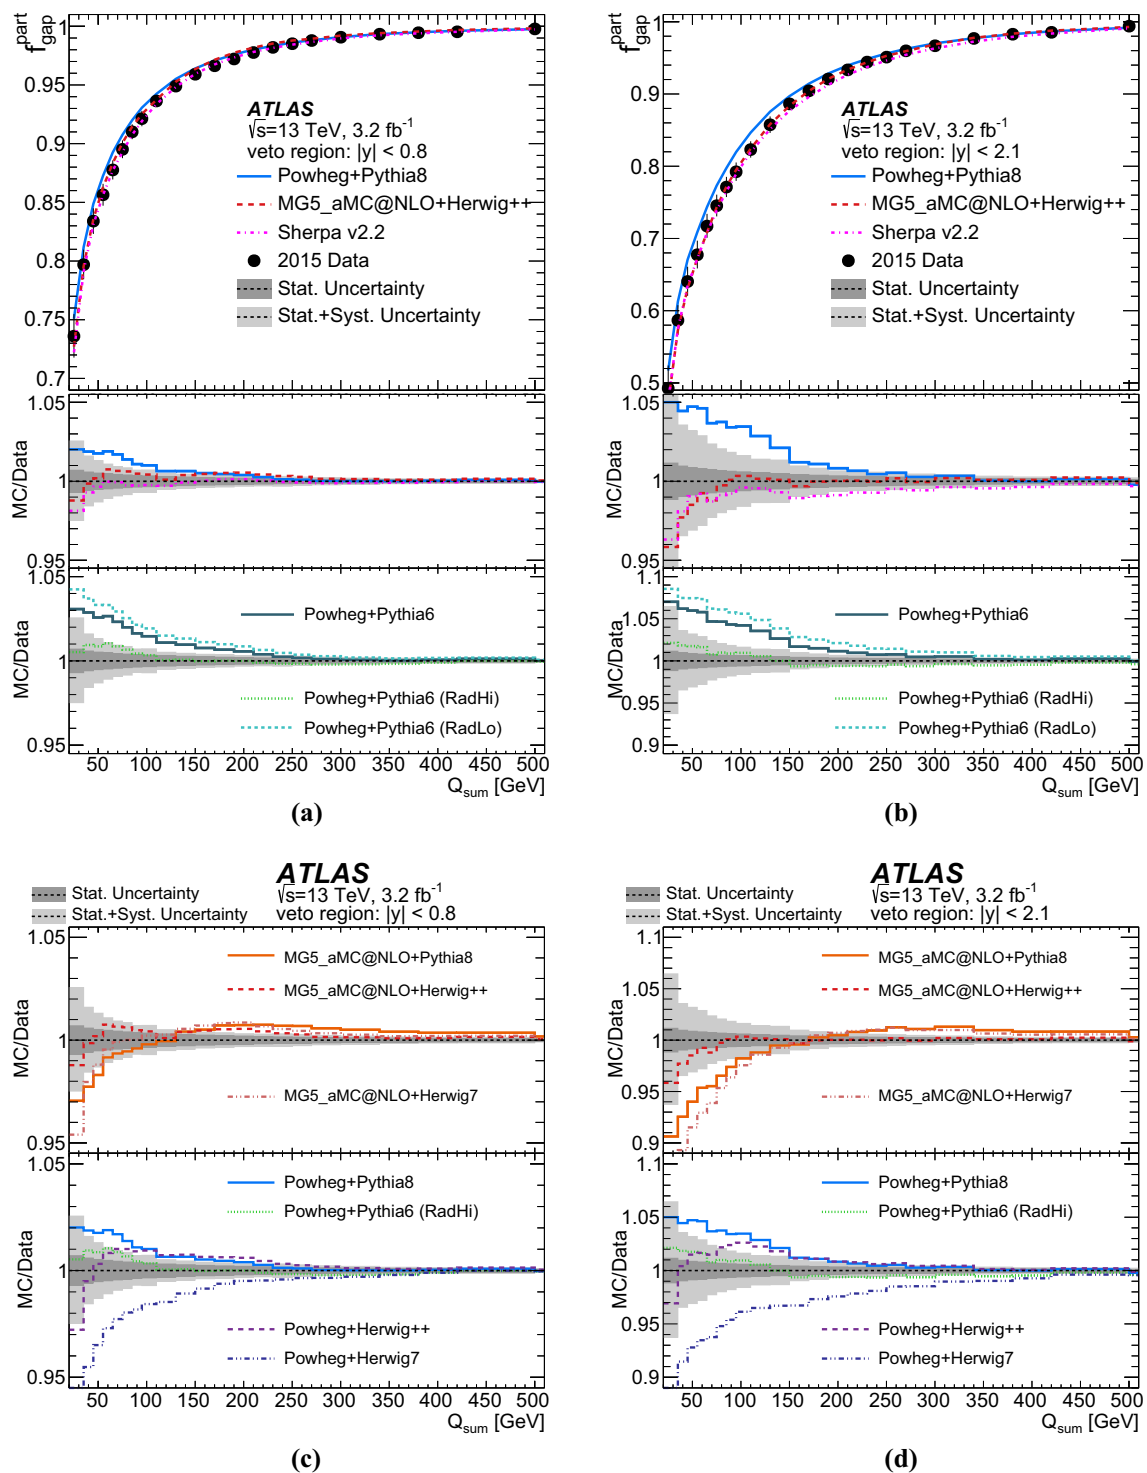 f_gap^part
1
0.95
0.9
0.85
0.8
0.75
0.7
ATLAS
√s=13 TeV, 3.2 fb⁻¹
veto region: |y| < 0.8
Powheg+Pythia8
MG5_aMC@NLO+Herwig++
Sherpa v2.2
2015 Data
Stat. Uncertainty
Stat.+Syst. Uncertainty
MC/Data
1.05
1
0.95
MC/Data
1.05
1
0.95
Powheg+Pythia6
Powheg+Pythia6 (RadHi)
Powheg+Pythia6 (RadLo)
50 100 150 200 250 300 350 400 450 500
Q_sum [GeV]
(a)
f_gap^part
1
0.9
0.8
0.7
0.6
0.5
ATLAS
√s=13 TeV, 3.2 fb⁻¹
veto region: |y| < 2.1
Powheg+Pythia8
MG5_aMC@NLO+Herwig++
Sherpa v2.2
2015 Data
Stat. Uncertainty
Stat.+Syst. Uncertainty
MC/Data
1.05
1
0.95
MC/Data
1.1
1.05
1
0.95
0.9
Powheg+Pythia6
Powheg+Pythia6 (RadHi)
Powheg+Pythia6 (RadLo)
50 100 150 200 250 300 350 400 450 500
Q_sum [GeV]
(b)
ATLAS
√s=13 TeV, 3.2 fb⁻¹
veto region: |y| < 0.8
Stat. Uncertainty
Stat.+Syst. Uncertainty
MC/Data
1.05
1
0.95
MG5_aMC@NLO+Pythia8
MG5_aMC@NLO+Herwig++
MG5_aMC@NLO+Herwig7
MC/Data
1.05
1
0.95
Powheg+Pythia8
Powheg+Pythia6 (RadHi)
Powheg+Herwig++
Powheg+Herwig7
50 100 150 200 250 300 350 400 450 500
Q_sum [GeV]
(c)
ATLAS
√s=13 TeV, 3.2 fb⁻¹
veto region: |y| < 2.1
Stat. Uncertainty
Stat.+Syst. Uncertainty
MC/Data
1.1
1.05
1
0.95
0.9
MG5_aMC@NLO+Pythia8
MG5_aMC@NLO+Herwig++
MG5_aMC@NLO+Herwig7
MC/Data
1.1
1.05
1
0.95
0.9
Powheg+Pythia8
Powheg+Pythia6 (RadHi)
Powheg+Herwig++
Powheg+Herwig7
50 100 150 200 250 300 350 400 450 500
Q_sum [GeV]
(d)